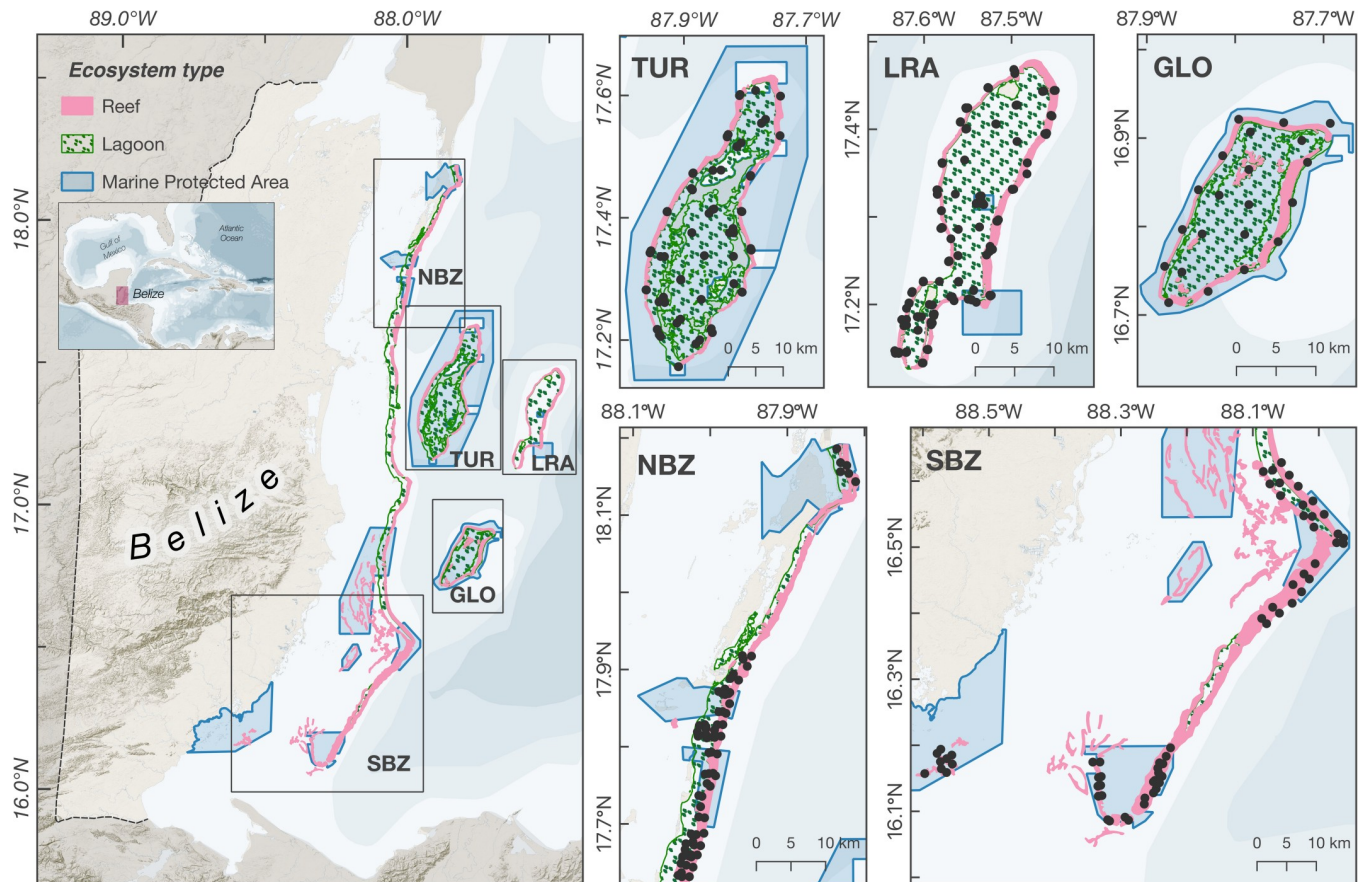 89.0°W
88.0°W
Ecosystem type
Reef
Lagoon
Marine Protected Area
Gulf of
Mexico
Atlantic
Ocean
Belize
18.0°N
17.0°N
16.0°N
Belize
NBZ
TUR
LRA
GLO
SBZ
87.9°W
87.7°W
TUR
17.6°N
17.4°N
17.2°N
0 5 10 km
87.6°W
87.5°W
LRA
17.4°N
17.2°N
0 5 10 km
87.9°W
87.7°W
GLO
16.9°N
16.7°N
0 5 10 km
88.1°W
87.9°W
NBZ
18.1°N
17.9°N
17.7°N
0 5 10 km
88.5°W
88.3°W
88.1°W
SBZ
16.5°N
16.3°N
16.1°N
0 5 10 km